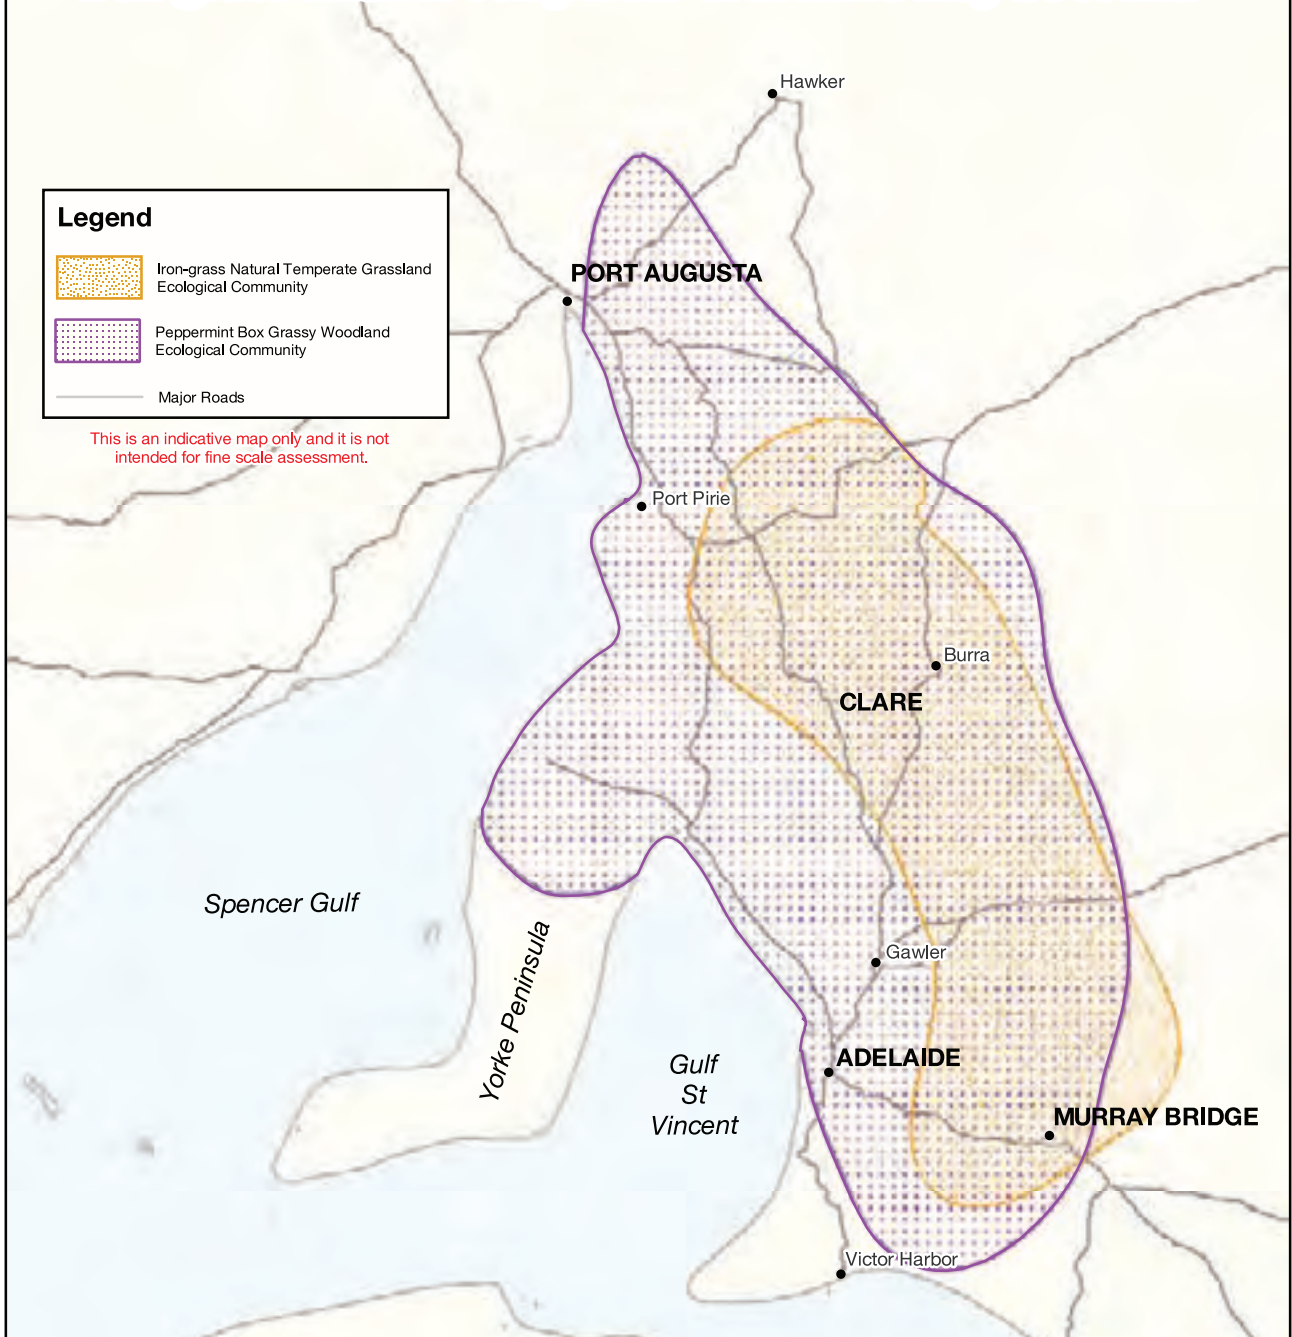 Hawker
Legend
Iron-grass Natural Temperate Grassland
Ecological Community
Peppermint Box Grassy Woodland
Ecological Community
Major Roads
This is an indicative map only and it is not
intended for fine scale assessment.
PORT AUGUSTA
Port Pirie
Burra
CLARE
Spencer Gulf
Yorke Peninsula
Gawler
ADELAIDE
Gulf
St
Vincent
MURRAY BRIDGE
Victor Harbor